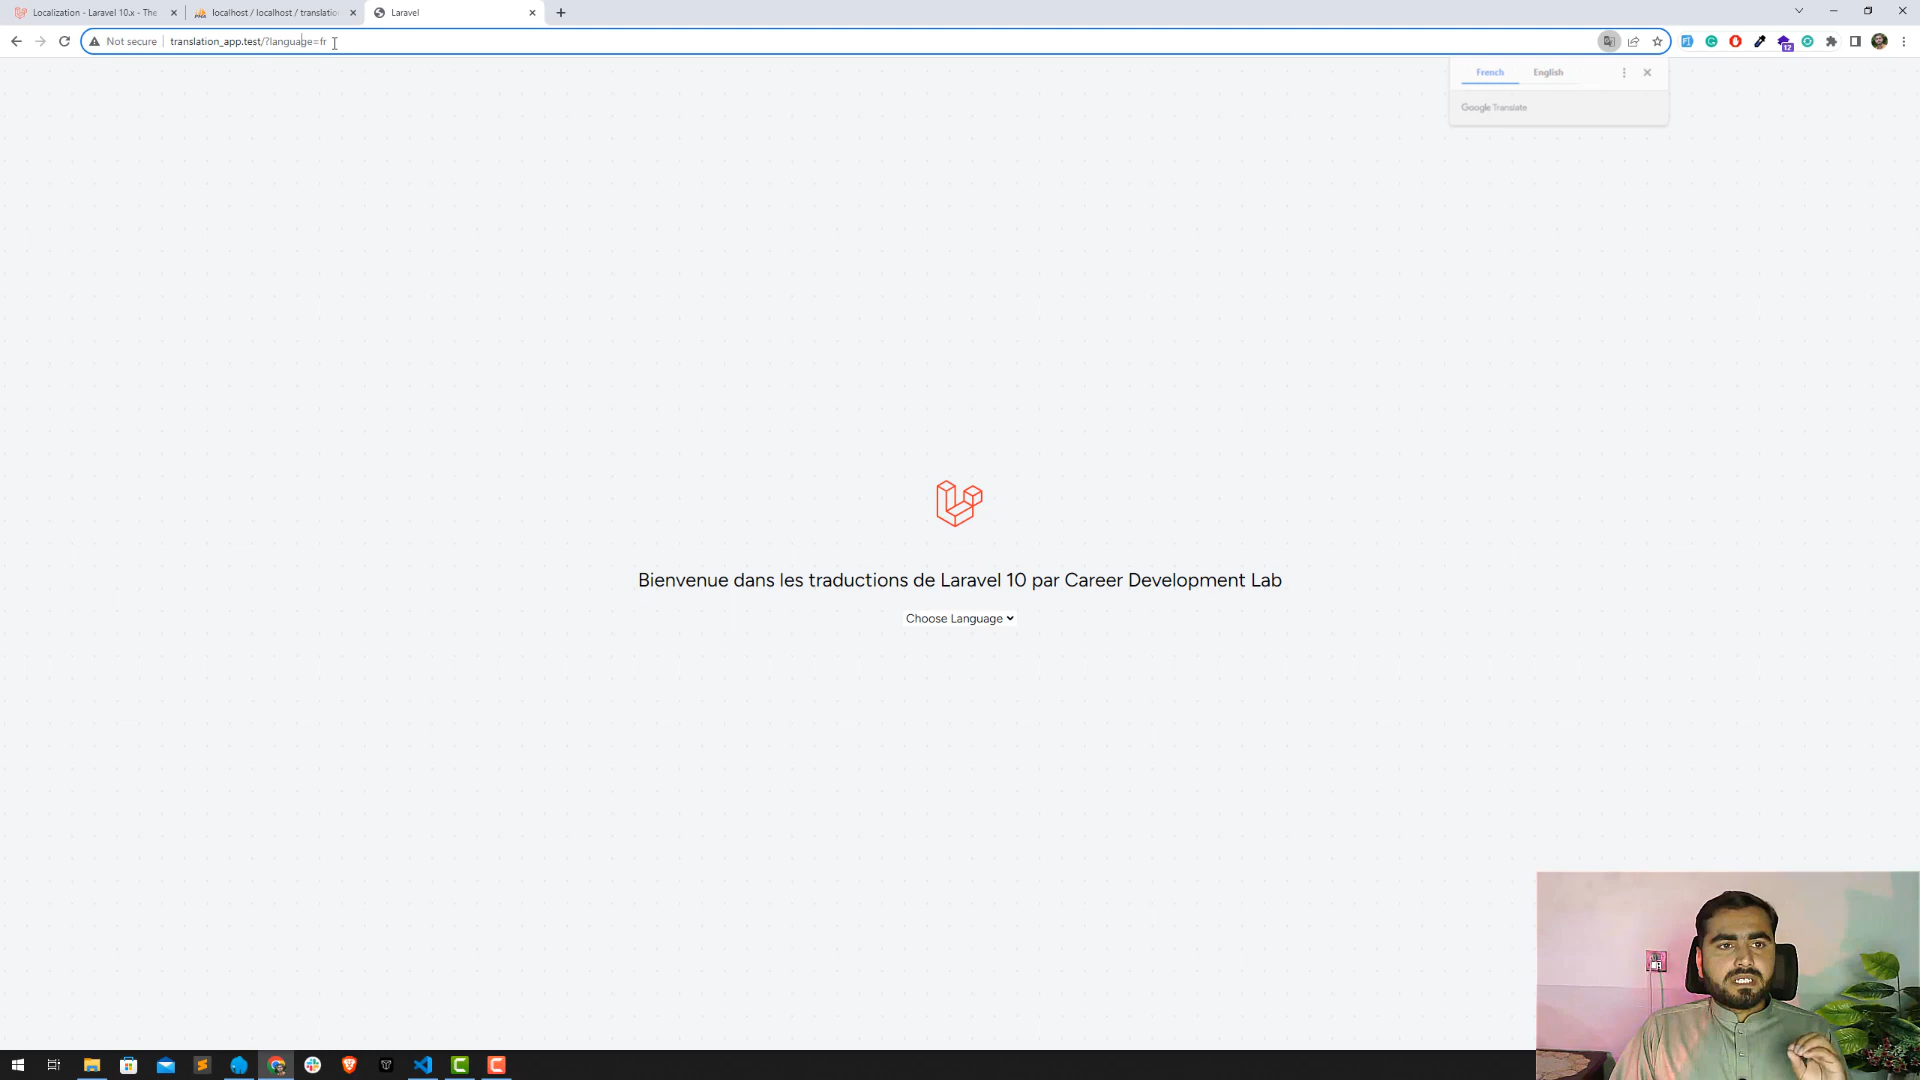 Localization - Laravel 10.x - The
localhost / localhost / translatio
Laravel
Not secure
translation_app.test/?language=fr
12
French
English
Google Translate
Bienvenue dans les traductions de Laravel 10 par Career Development Lab
Choose Language